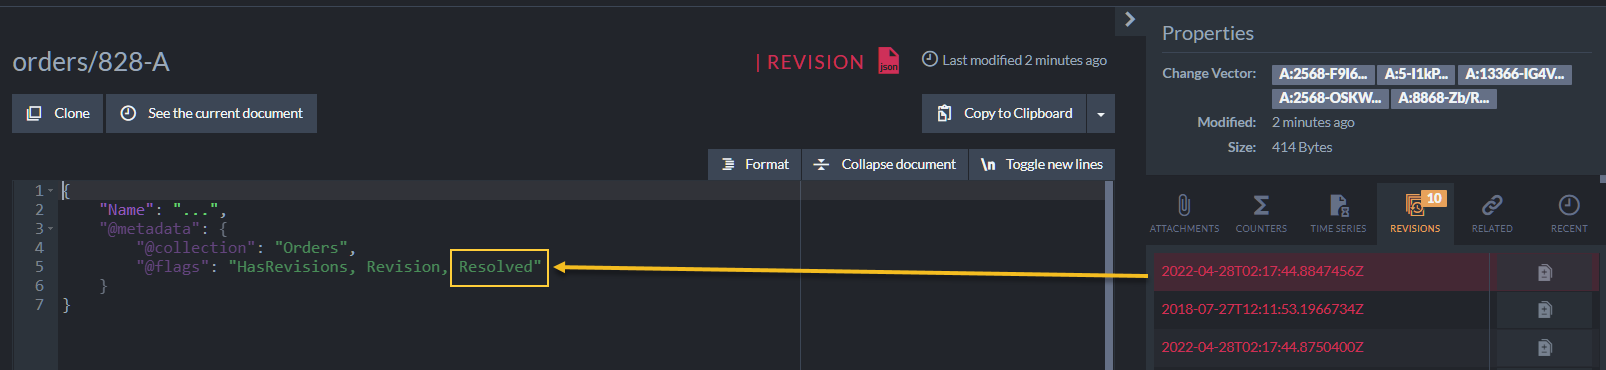 orders/828-A
| REVISION json
Last modified 2 minutes ago
Clone
See the current document
Copy to Clipboard
Format
\n Toggle new lines
Collapse document
1 {
2 "Name": "...",
3 "@metadata": {
4 "@collection": "Orders",
5 "@flags": "HasRevisions, Revision, Resolved"
6 }
7 }
Properties
Change Vector: A:2568-F9I6... A:5-I1kP... A:13366-IG4V...
A:2568-OSKW... A:8868-Zb/R...
Modified: 2 minutes ago
Size: 414 Bytes
10
ATTACHMENTS COUNTERS TIME SERIES REVISIONS RELATED RECENT
2022-04-28T02:17:44.8847456Z
2018-07-27T12:11:53.1966734Z
2022-04-28T02:17:44.8750400Z